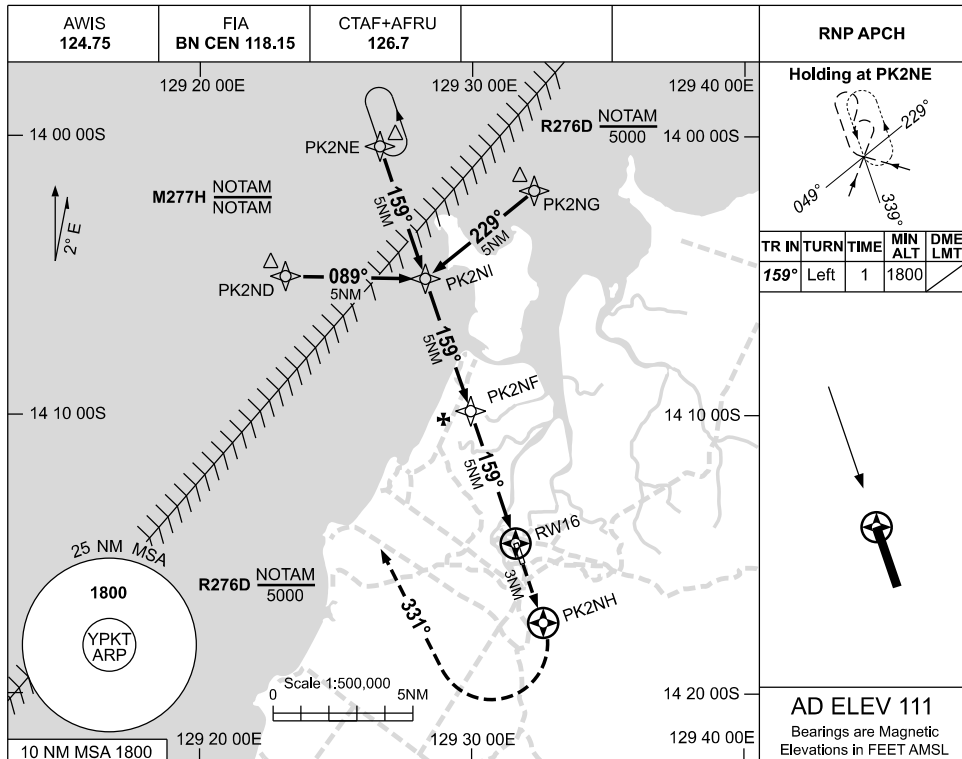 AWIS
124.75
FIA
BN CEN 118.15
CTAF+AFRU
126.7
RNP APCH
129 20 00E
129 30 00E
129 40 00E
14 00 00S
14 00 00S
PK2NE
R276D NOTAM
5000
M277H NOTAM
NOTAM
2° E
159°
5NM
PK2NG
229°
5NM
PK2ND
089°
5NM
PK2NI
159°
5NM
PK2NF
14 10 00S
14 10 00S
159°
5NM
RW16
3NM
PK2NH
331°
25 NM MSA
1800
YPKT
ARP
R276D NOTAM
5000
Scale 1:500,000
0
5NM
14 20 00S
129 20 00E
129 30 00E
129 40 00E
10 NM MSA 1800
Holding at PK2NE
229°
049°
339°
TR IN TURN TIME MIN ALT DME LMT
159° Left 1 1800
AD ELEV 111
Bearings are Magnetic
Elevations in FEET AMSL